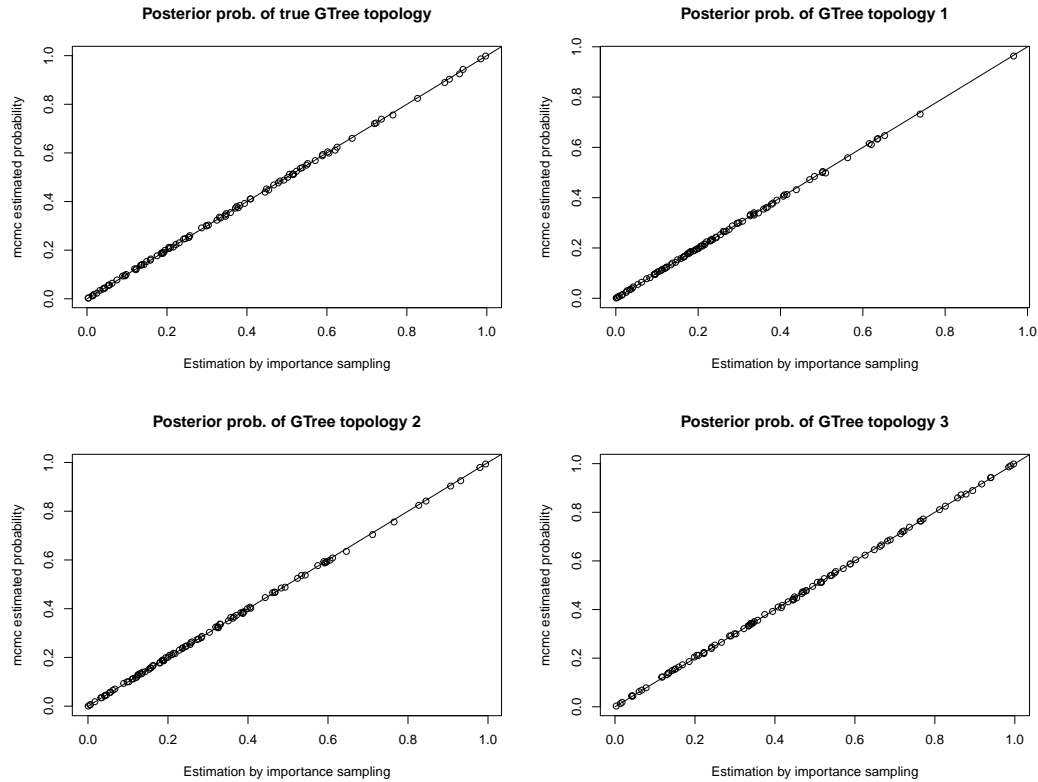 Posterior prob. of true GTree topology
mcmc estimated probability
0.0 0.2 0.4 0.6 0.8 1.0
0.0 0.2 0.4 0.6 0.8 1.0
Estimation by importance sampling
Posterior prob. of GTree topology 1
mcmc estimated probability
0.0 0.2 0.4 0.6 0.8 1.0
0.0 0.2 0.4 0.6 0.8 1.0
Estimation by importance sampling
Posterior prob. of GTree topology 2
mcmc estimated probability
0.0 0.2 0.4 0.6 0.8 1.0
0.0 0.2 0.4 0.6 0.8 1.0
Estimation by importance sampling
Posterior prob. of GTree topology 3
mcmc estimated probability
0.0 0.2 0.4 0.6 0.8 1.0
0.0 0.2 0.4 0.6 0.8 1.0
Estimation by importance sampling